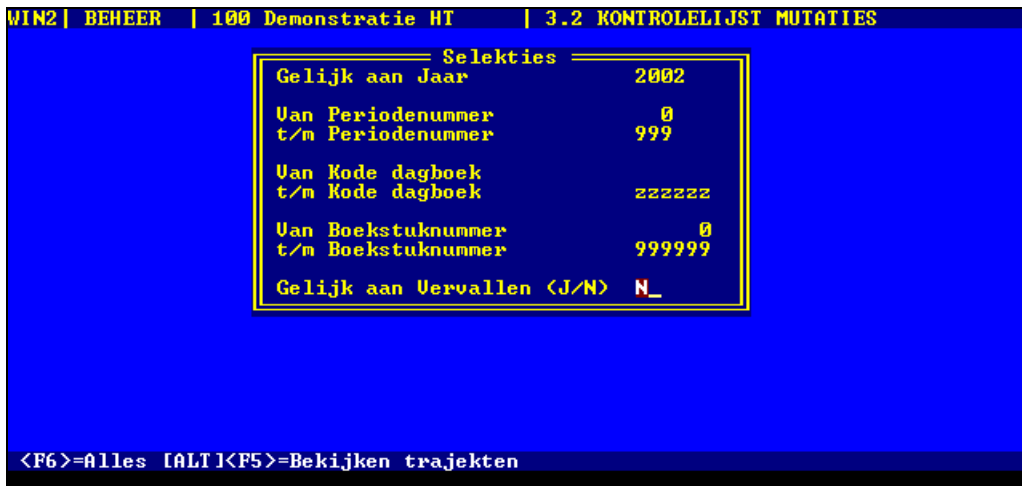 WIN2| BEHEER | 100 Demonstratie HT | 3.2 KONTROLELIJST MUTATIES
Selekties
Gelijk aan Jaar 2002
Van Periodenummer 0
t/m Periodenummer 999
Van Kode dagboek
t/m Kode dagboek zzzzzz
Van Boekstuknummer 0
t/m Boekstuknummer 999999
Gelijk aan Vervallen (J/N) N_
<F6>=Alles [ALT]<F5>=Bekijken trajekten